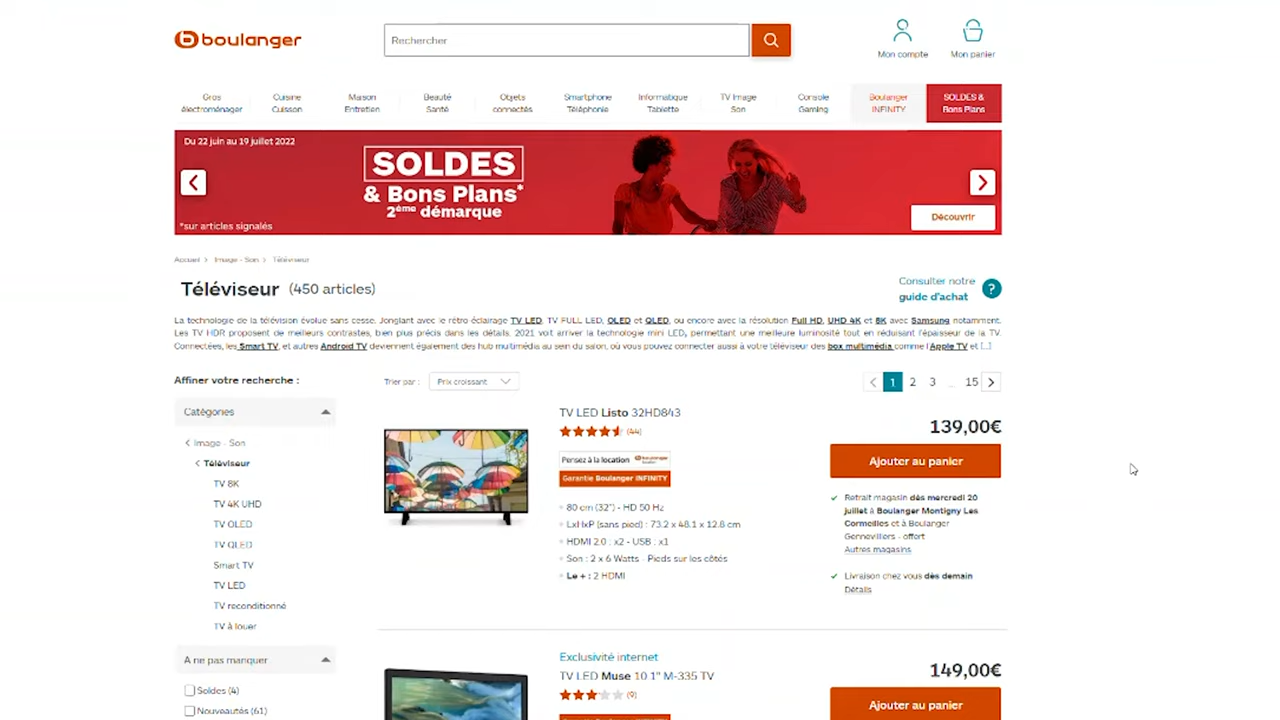 boulanger
Rechercher
Mon compte
Mon panier
Gros
électroménager
Cuisine
Cuisson
Maison
Entretien
Beauté
Santé
Objets
connectés
Smartphone
Téléphonie
Informatique
Tablette
TV Image
Son
Console
Gaming
Boulanger
INFINITY
SOLDES &
Bons Plans
Du 22 juin au 19 juillet 2022
SOLDES
& Bons Plans*
2ème démarque
*sur articles signalés
Découvrir
Accueil > Image - Son > Téléviseur
Téléviseur (450 articles)
Consulter notre
guide d'achat
?
La technologie de la télévision évolue sans cesse. Jonglant avec le rétro éclairage TV LED, TV FULL LED, OLED et QLED, ou encore avec la résolution Full HD, UHD 4K et 8K avec Samsung notamment.
Les TV HDR proposent de meilleurs contrastes, bien plus précis dans les détails. 2021 voit arriver la technologie mini LED, permettant une meilleure luminosité tout en réduisant l'épaisseur de la TV.
Connectées, les Smart TV, et autres Android TV deviennent également des hub multimédia au sein du salon, où vous pouvez connecter aussi à votre téléviseur des box multimédia comme l'Apple TV et [...]
Affiner votre recherche :
Trier par : Prix croissant
< 1 2 3 ... 15 >
Catégories
< Image - Son
< Téléviseur
TV 8K
TV 4K UHD
TV OLED
TV QLED
Smart TV
TV LED
TV reconditionné
TV à louer
A ne pas manquer
Soldes (4)
Nouveautés (61)
TV LED Listo 32HD843
(44)
Pensez à la location boulanger location
Garantie Boulanger INFINITY
80 cm (32") - HD 50 Hz
LxHxP (sans pied) : 73.2 x 48.1 x 12.8 cm
HDMI 2.0 : x2 - USB : x1
Son : 2 x 6 Watts - Pieds sur les côtés
Le + : 2 HDMI
139,00€
Ajouter au panier
Retrait magasin dès mercredi 20
juillet à Boulanger Montigny Les
Cormeilles et à Boulanger
Gennevilliers - offert
Autres magasins
Livraison chez vous dès demain
Détails
Exclusivité internet
TV LED Muse 10 1" M-335 TV
(9)
149,00€
Ajouter au panier